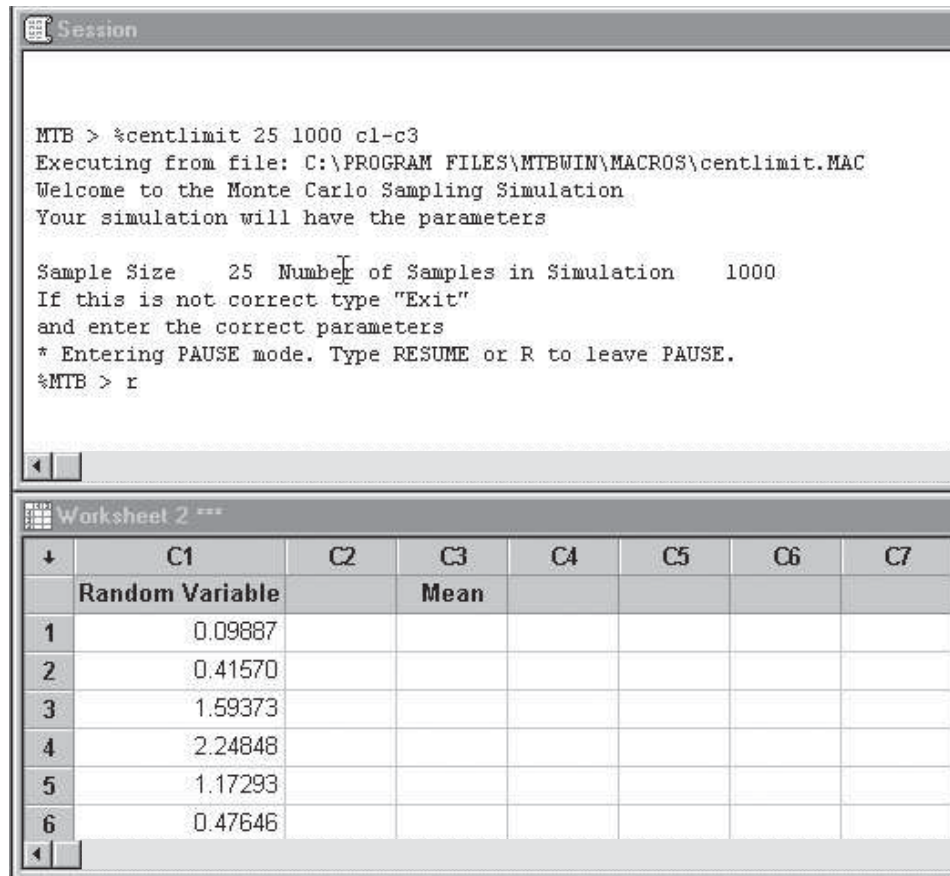 Session
MTB > %centlimit 25 1000 c1-c3
Executing from file: C:\PROGRAM FILES\MTBWIN\MACROS\centlimit.MAC
Welcome to the Monte Carlo Sampling Simulation
Your simulation will have the parameters
Sample Size 25 Number of Samples in Simulation 1000
If this is not correct type "Exit"
and enter the correct parameters
* Entering PAUSE mode. Type RESUME or R to leave PAUSE.
%MTB > r
Worksheet 2 ***
C1 C2 C3 C4 C5 C6 C7
Random Variable Mean
1 0.09887
2 0.41570
3 1.59373
4 2.24848
5 1.17293
6 0.47646